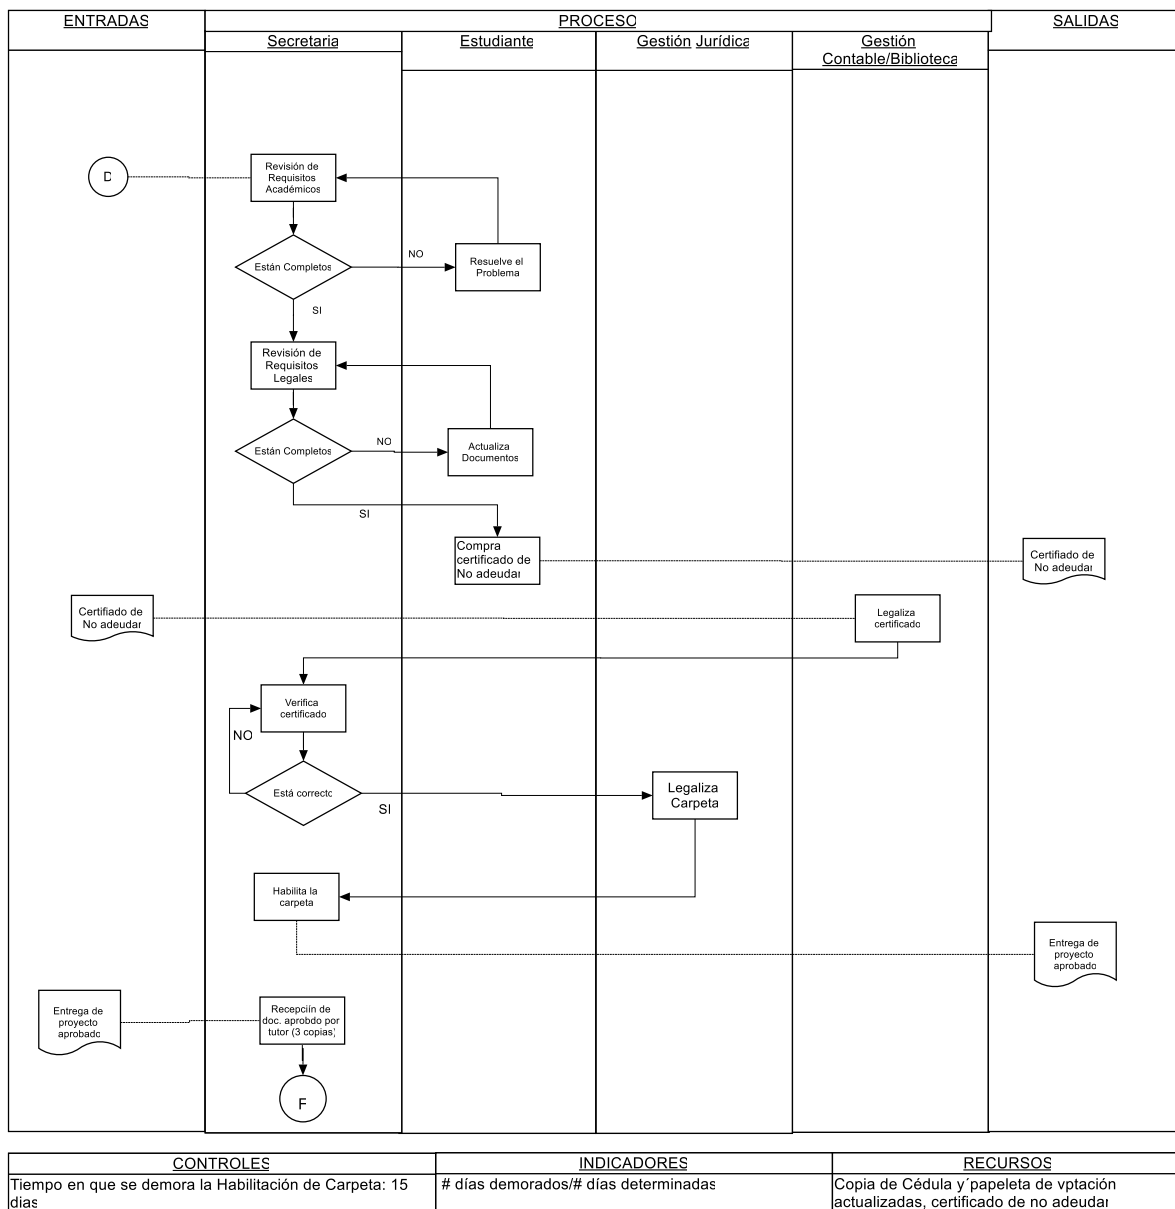 ENTRADAS
PROCESO
SALIDAS
Secretaria
Estudiante
Gestión Jurídica
Gestión
Contable/Biblioteca
D
Revisión de
Requisitos
Académicos
Están Completos
NO
Resuelve el
Problema
SI
Revisión de
Requisitos
Legales
Están Completos
NO
Actualiza
Documentos
SI
Compra
certificado de
No adeudar
Certifiado de
No adeudar
Certifiado de
No adeudar
Legaliza
certificado
Verifica
certificado
NO
Está correcto
SI
Legaliza
Carpeta
Habilita la
carpeta
Entrega de
proyecto
aprobado
Entrega de
proyecto
aprobado
Recepciín de
doc. aprobdo por
tutor (3 copias)
F
CONTROLES
INDICADORES
RECURSOS
Tiempo en que se demora la Habilitación de Carpeta: 15
dias
# días demorados/# días determinadas
Copia de Cédula y´papeleta de vptación
actualizadas, certificado de no adeudar